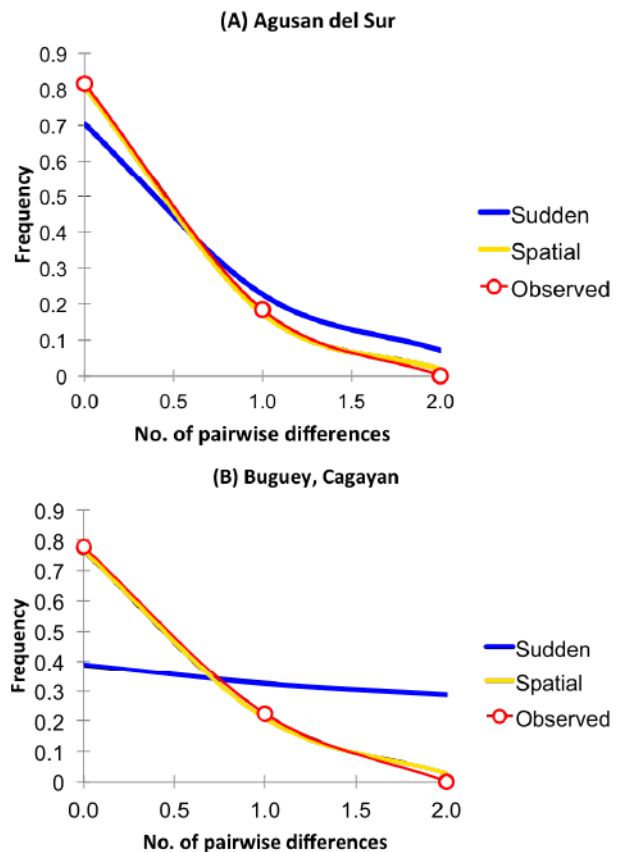 (A) Agusan del Sur
0.9
0.8
0.7
0.6
0.5
0.4
0.3
0.2
0.1
0
Frequency
0.0 0.5 1.0 1.5 2.0
No. of pairwise differences
Sudden
Spatial
Observed
(B) Buguey, Cagayan
0.9
0.8
0.7
0.6
0.5
0.4
0.3
0.2
0.1
0
Frequency
0.0 0.5 1.0 1.5 2.0
No. of pairwise differences
Sudden
Spatial
Observed